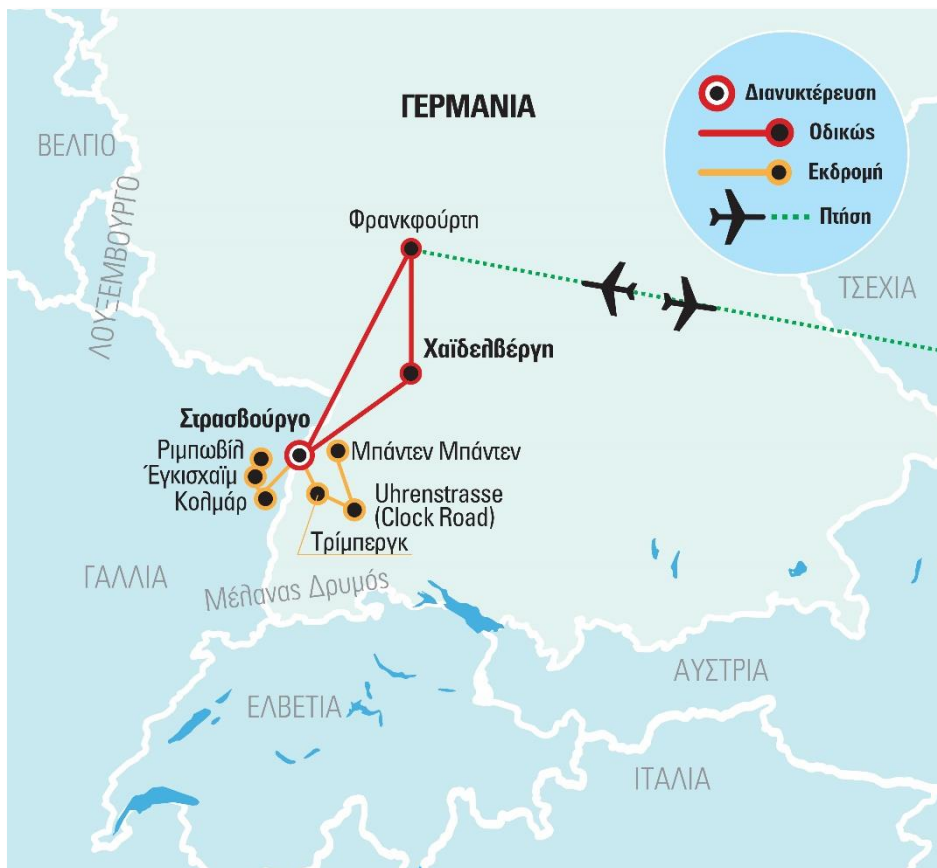 ΓΕΡΜΑΝΙΑ
Διανυκτέρευση
Οδικώς
Εκδρομή
Πτήση
ΒΕΛΓΙΟ
ΛΟΥΞΕΜΒΟΥΡΓΟ
Φρανκφούρτη
ΤΣΕΧΙΑ
Χαϊδελβέργη
Στρασβούργο
Ριμπωβίλ
Έγκισχαϊμ
Κολμάρ
Μπάντεν Μπάντεν
Uhrenstrasse
(Clock Road)
Τρίμπεργκ
ΓΑΛΛΙΑ
Μέλανας Δρυμός
ΑΥΣΤΡΙΑ
ΕΛΒΕΤΙΑ
ΙΤΑΛΙΑ